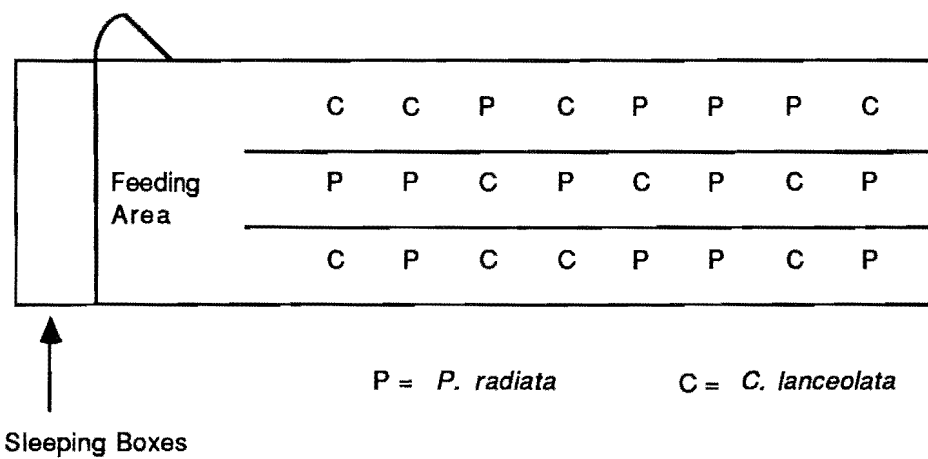 C C P C P P P C
Feeding
Area
P P C P C P C P
C P C C P P C P
P = P. radiata C = C. lanceolata
Sleeping Boxes